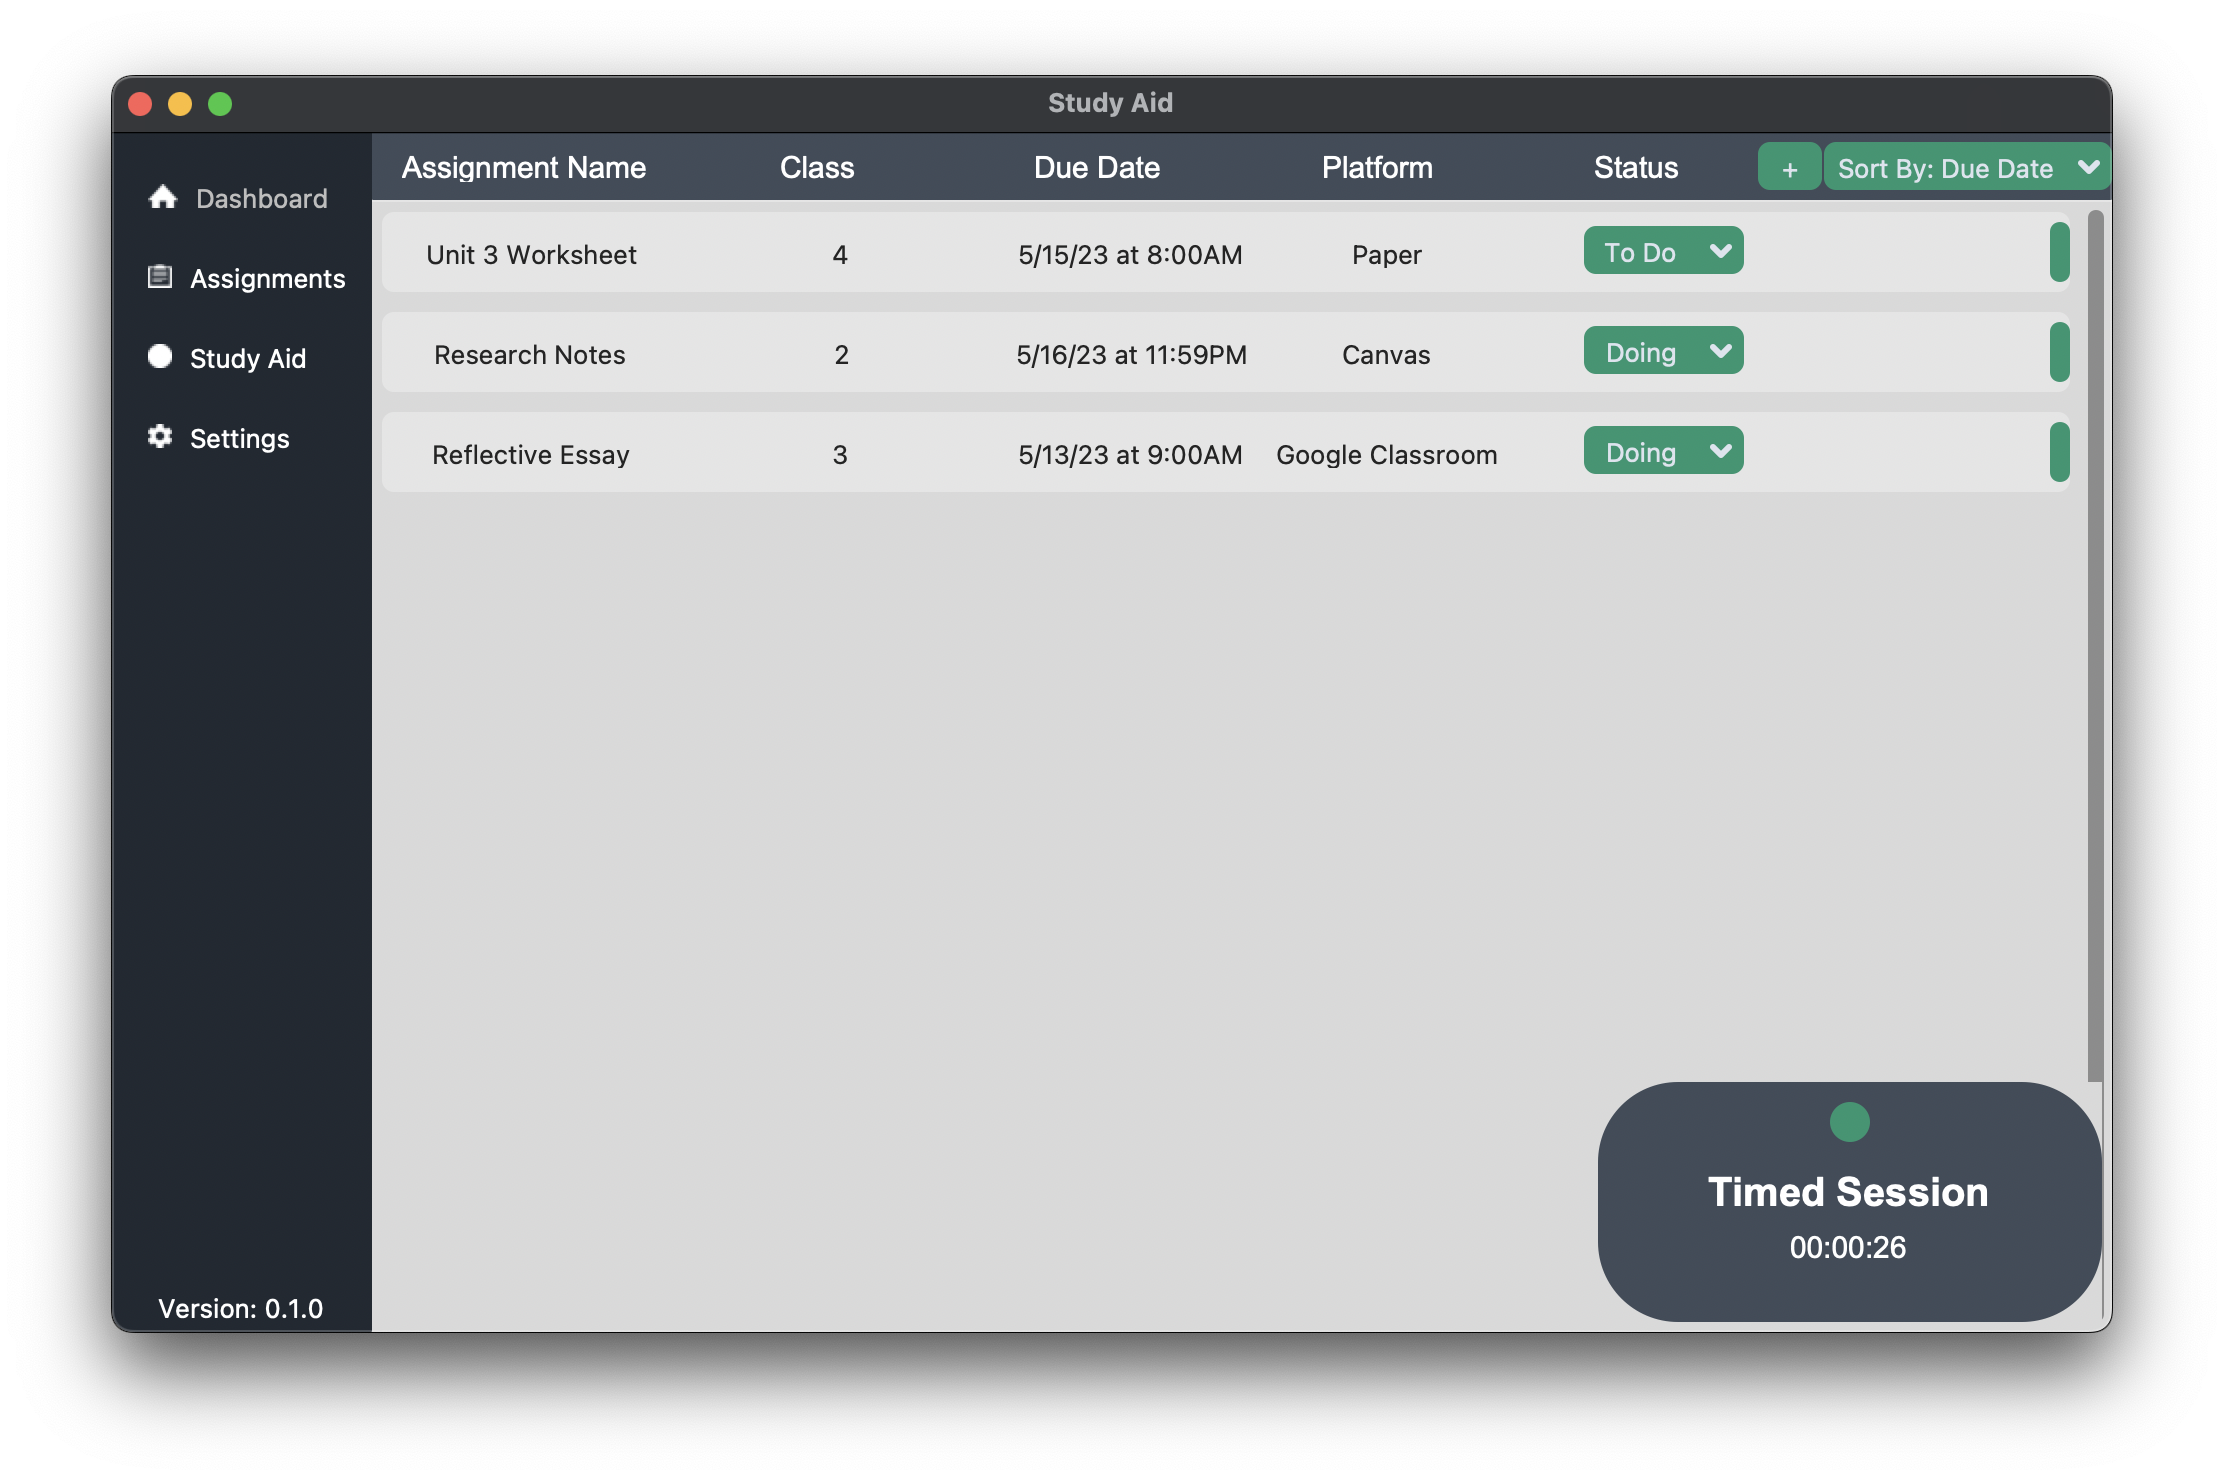 Study Aid
Dashboard
Assignments
Study Aid
Settings
Version: 0.1.0
Assignment Name Class Due Date Platform Status + Sort By: Due Date
Unit 3 Worksheet 4 5/15/23 at 8:00AM Paper To Do
Research Notes 2 5/16/23 at 11:59PM Canvas Doing
Reflective Essay 3 5/13/23 at 9:00AM Google Classroom Doing
Timed Session
00:00:26